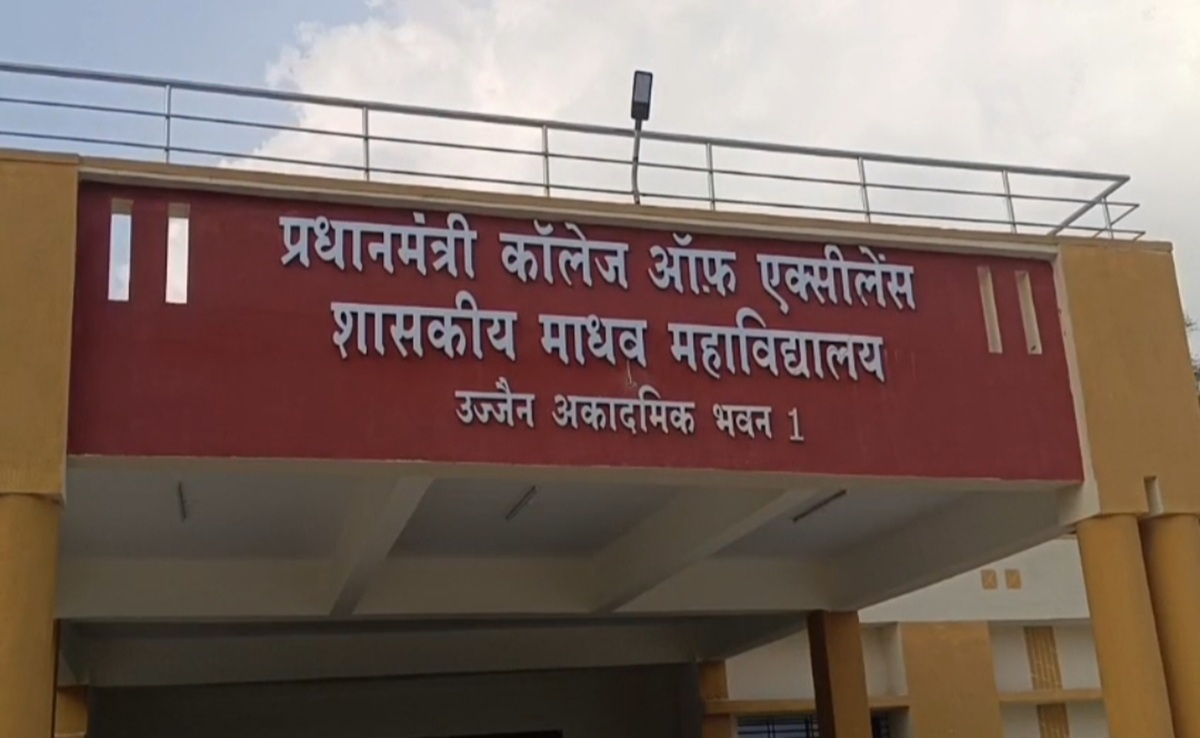 प्रधानमंत्री कॉलेज ऑफ़ एक्सीलेंस
शासकीय माधव महाविद्यालय
उज्जैन अकादमिक भवन 1